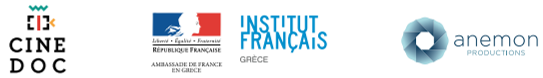 CINE
DOC
Liberté • Égalité • Fraternité
RÉPUBLIQUE FRANÇAISE
AMBASSADE DE FRANCE
EN GRÈCE
INSTITUT
FRANÇAIS
GRÈCE
anemon
PRODUCTIONS